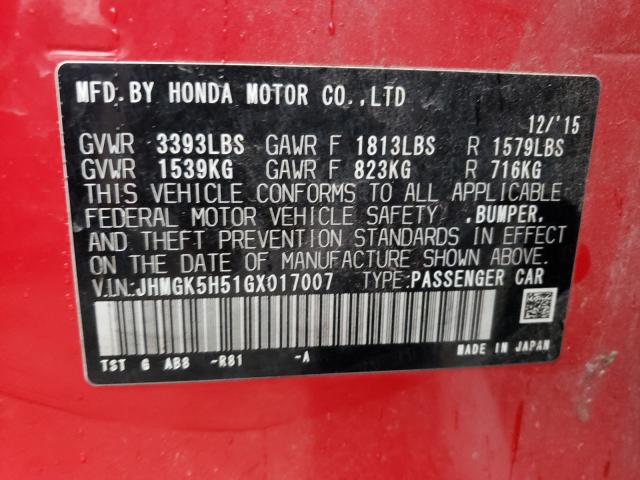 MFD. BY HONDA MOTOR CO., LTD
12/'15
GVWR 3393LBS GAWR F 1813LBS R 1579LBS
GVWR 1539KG GAWR F 823KG R 716KG
THIS VEHICLE CONFORMS TO ALL APPLICABLE
FEDERAL MOTOR VEHICLE SAFETY, .BUMPER,
AND THEFT PREVENTION STANDARDS IN EFFECT
ON THE DATE OF MANUFACTURE SHOWN ABOVE.
V.I.N.: JHMGK5H51GX017007 TYPE: PASSENGER CAR
TST G AB8 -R81 -A MADE IN JAPAN